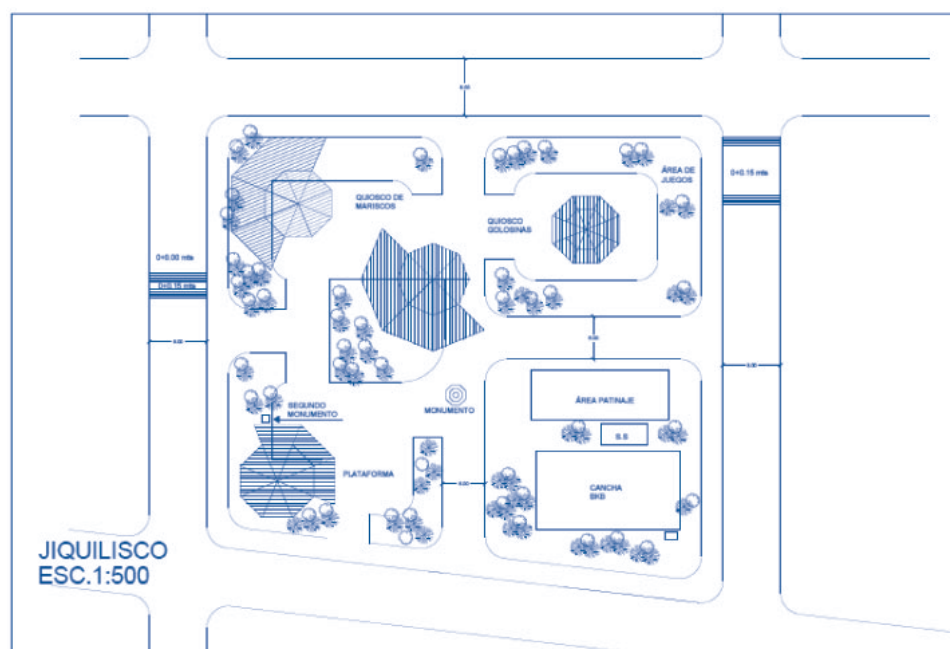 ÁREA DE
JUEGOS
0+0.15 mts
QUIOSCO DE
MARISCOS
QUIOSCO
GOLOSINAS
0+0.00 mts
0+0.15 mts
ÁREA PATINAJE
SEGUNDO
MONUMENTO
MONUMENTO
S.S
PLATAFORMA
CANCHA
BKB
JIQUILISCO
ESC.1:500